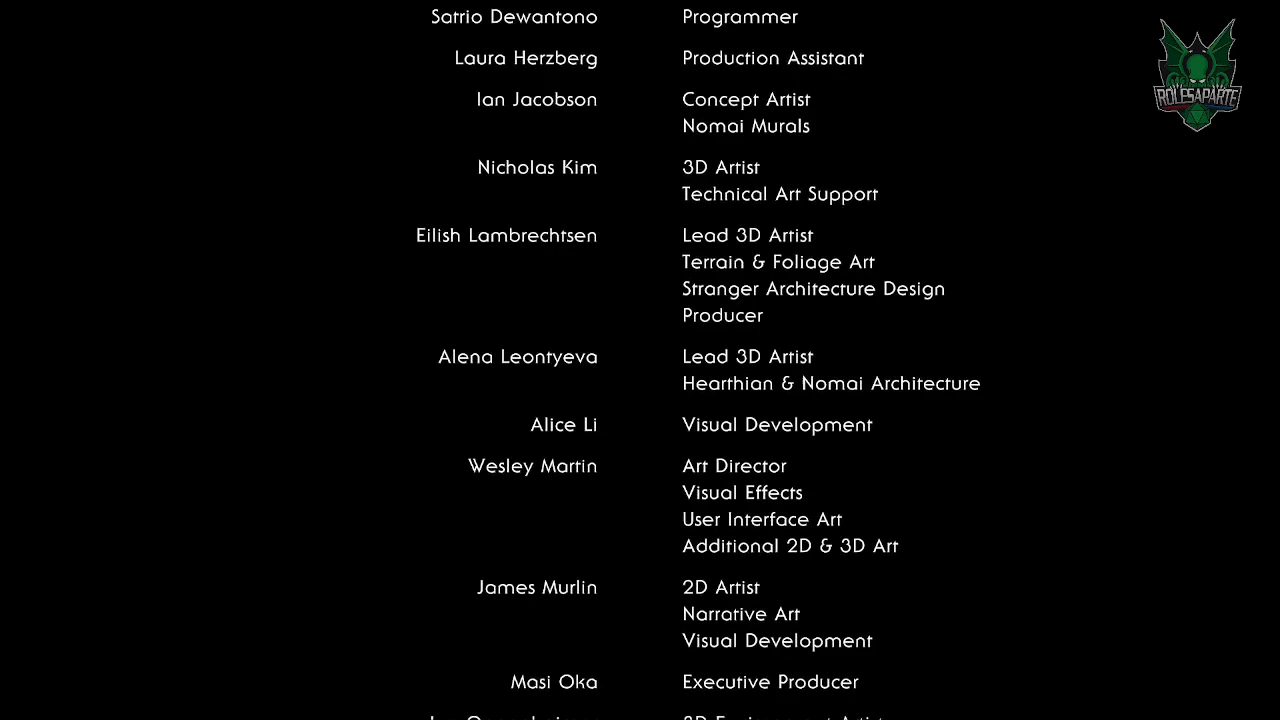 Satrio Dewantono Programmer
Laura Herzberg Production Assistant
Ian Jacobson Concept Artist
Nomai Murals
Nicholas Kim 3D Artist
Technical Art Support
Eilish Lambrechtsen Lead 3D Artist
Terrain & Foliage Art
Stranger Architecture Design
Producer
Alena Leontyeva Lead 3D Artist
Hearthian & Nomai Architecture
Alice Li Visual Development
Wesley Martin Art Director
Visual Effects
User Interface Art
Additional 2D & 3D Art
James Murlin 2D Artist
Narrative Art
Visual Development
Masi Oka Executive Producer
ROLESAPARTE